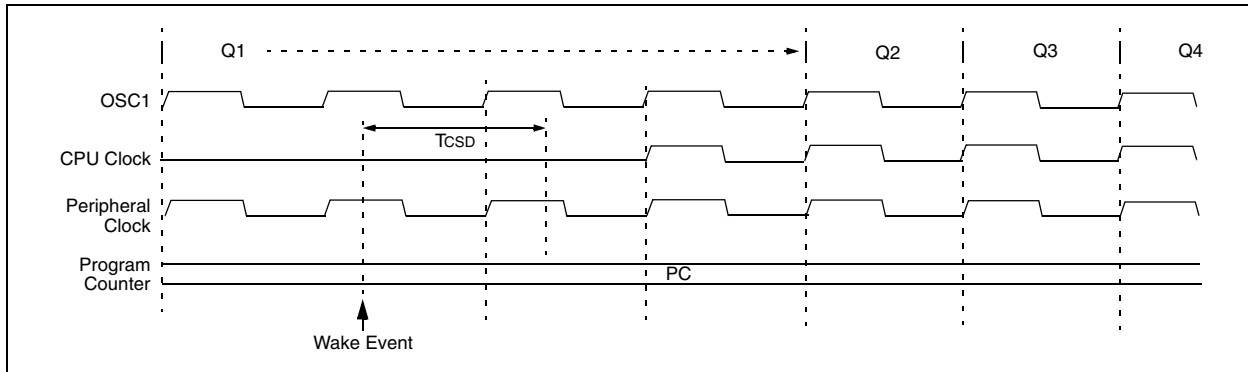 Q1 Q2 Q3 Q4
OSC1
TCSD
CPU Clock
Peripheral
Clock
Program
Counter
PC
Wake Event